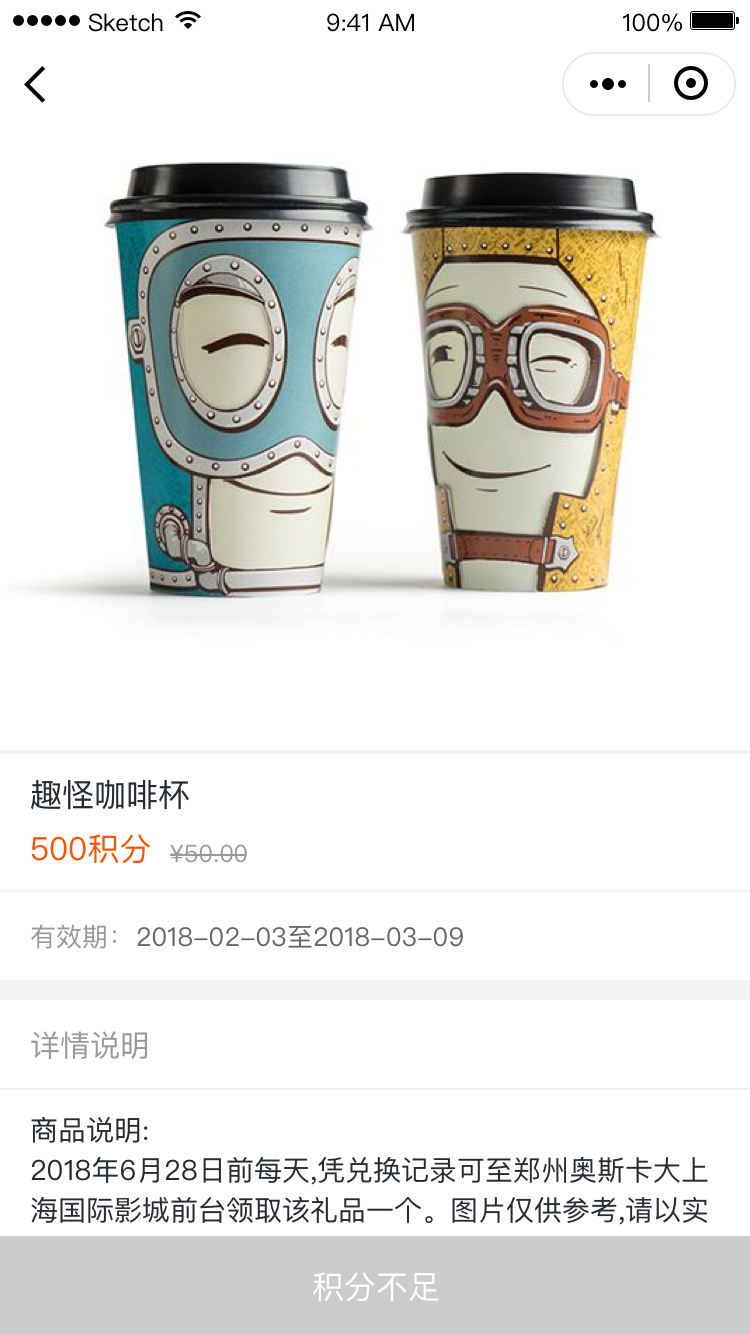 Sketch 9:41 AM 100%
趣怪咖啡杯
500积分 ¥50.00
有效期: 2018-02-03至2018-03-09
详情说明
商品说明:
2018年6月28日前每天,凭兑换记录可至郑州奥斯卡大上
海国际影城前台领取该礼品一个。图片仅供参考,请以实
积分不足